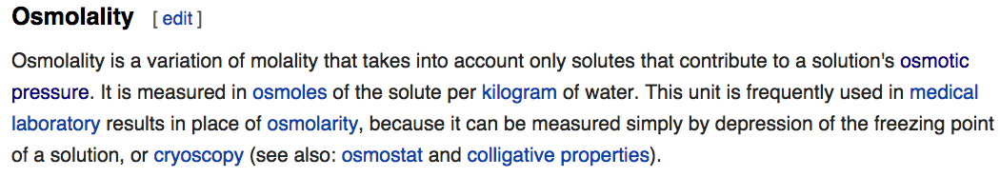 Osmolality [ edit ]
Osmolality is a variation of molality that takes into account only solutes that contribute to a solution's osmotic
pressure. It is measured in osmoles of the solute per kilogram of water. This unit is frequently used in medical
laboratory results in place of osmolarity, because it can be measured simply by depression of the freezing point
of a solution, or cryoscopy (see also: osmostat and colligative properties).